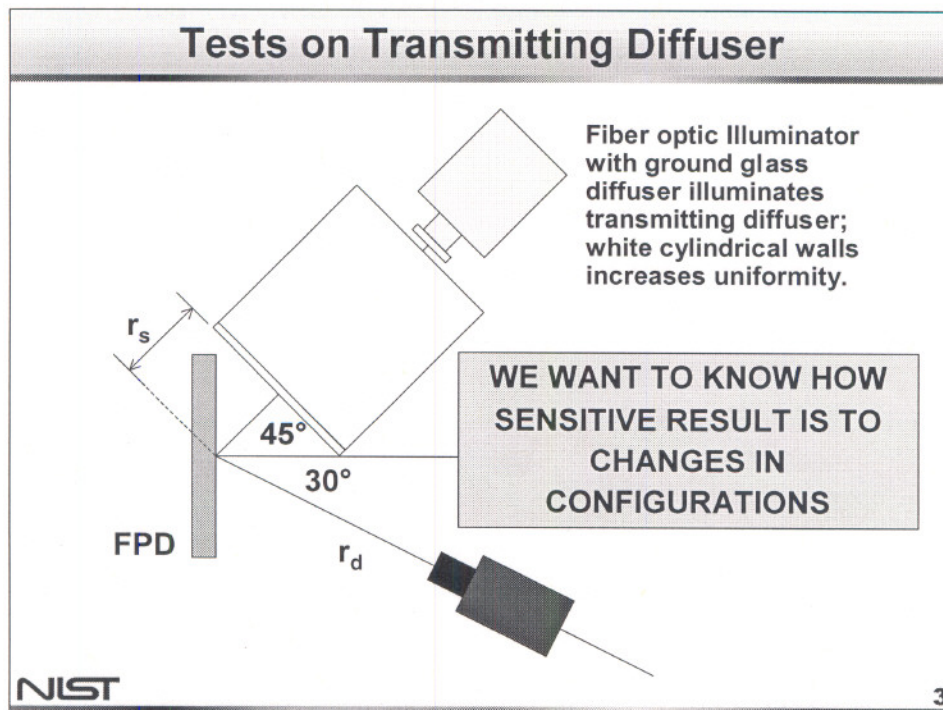 Tests on Transmitting Diffuser
Fiber optic Illuminator
with ground glass
diffuser illuminates
transmitting diffuser;
white cylindrical walls
increases uniformity.
rs
WE WANT TO KNOW HOW
SENSITIVE RESULT IS TO
CHANGES IN
CONFIGURATIONS
45°
30°
FPD
rd
NIST
3